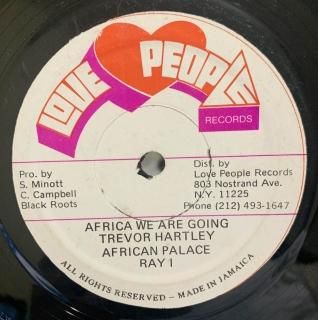 LOVE PEOPLE
RECORDS
Pro. by
S. Minott
C. Campbell
Black Roots
Dist. by
Love People Records
803 Nostrand Ave.
N.Y. 11225
Phone (212) 493-1647
AFRICA WE ARE GOING
TREVOR HARTLEY
AFRICAN PALACE
RAY I
ALL RIGHTS RESERVED - MADE IN JAMAICA